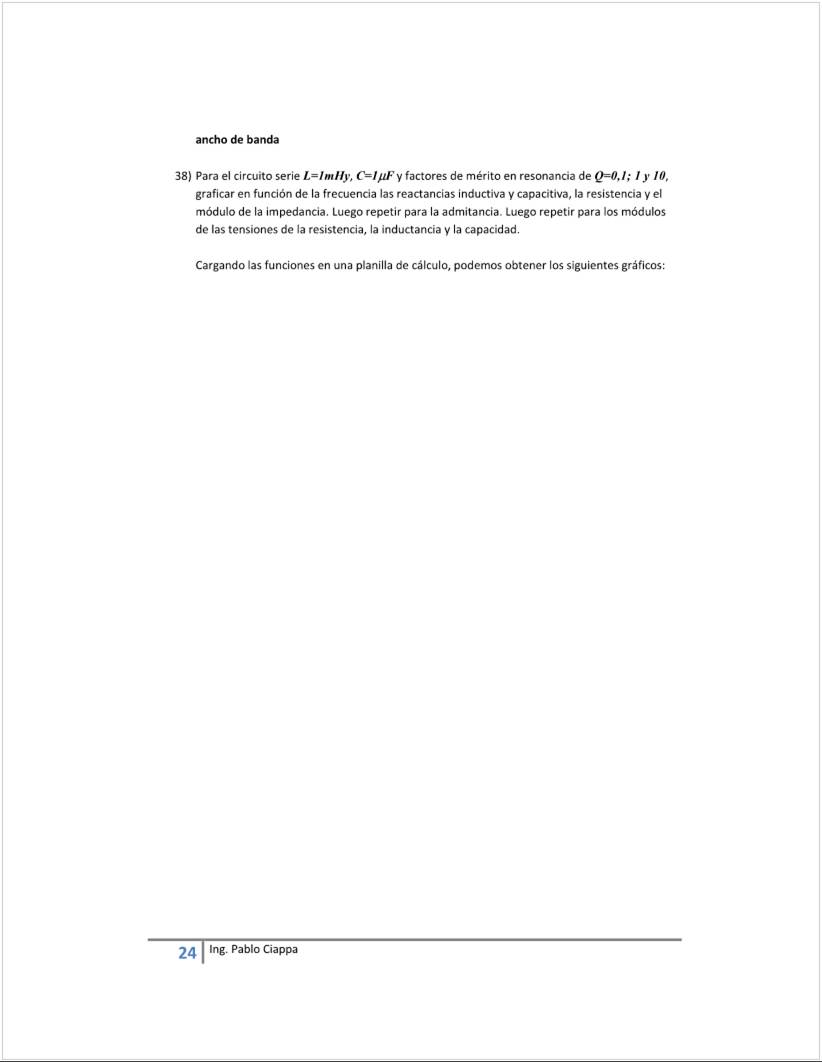 ancho de banda
38) Para el circuito serie L=1mHy, C=1μF y factores de mérito en resonancia de Q=0,1; 1 y 10,
graficar en función de la frecuencia las reactancias inductiva y capacitiva, la resistencia y el
módulo de la impedancia. Luego repetir para la admitancia. Luego repetir para los módulos
de las tensiones de la resistencia, la inductancia y la capacidad.
Cargando las funciones en una planilla de cálculo, podemos obtener los siguientes gráficos:
24 Ing. Pablo Ciappa